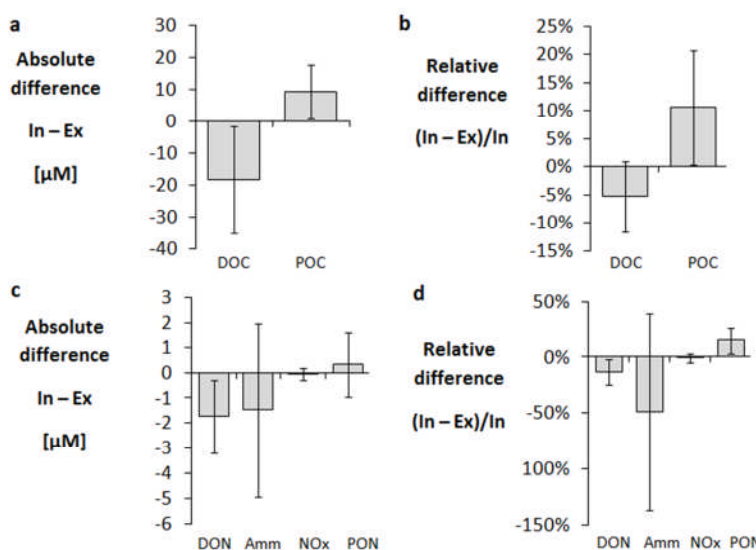 a
Absolute
difference
In – Ex
[µM]
30
20
10
0
-10
-20
-30
-40
DOC POC
b
Relative
difference
(In – Ex)/In
25%
20%
15%
10%
5%
0%
-5%
-10%
-15%
DOC POC
c
Absolute
difference
In – Ex
[µM]
3
2
1
0
-1
-2
-3
-4
-5
-6
DON Amm NOx PON
d
Relative
difference
(In – Ex)/In
50%
0%
-50%
100%
-150%
DON Amm NOx PON